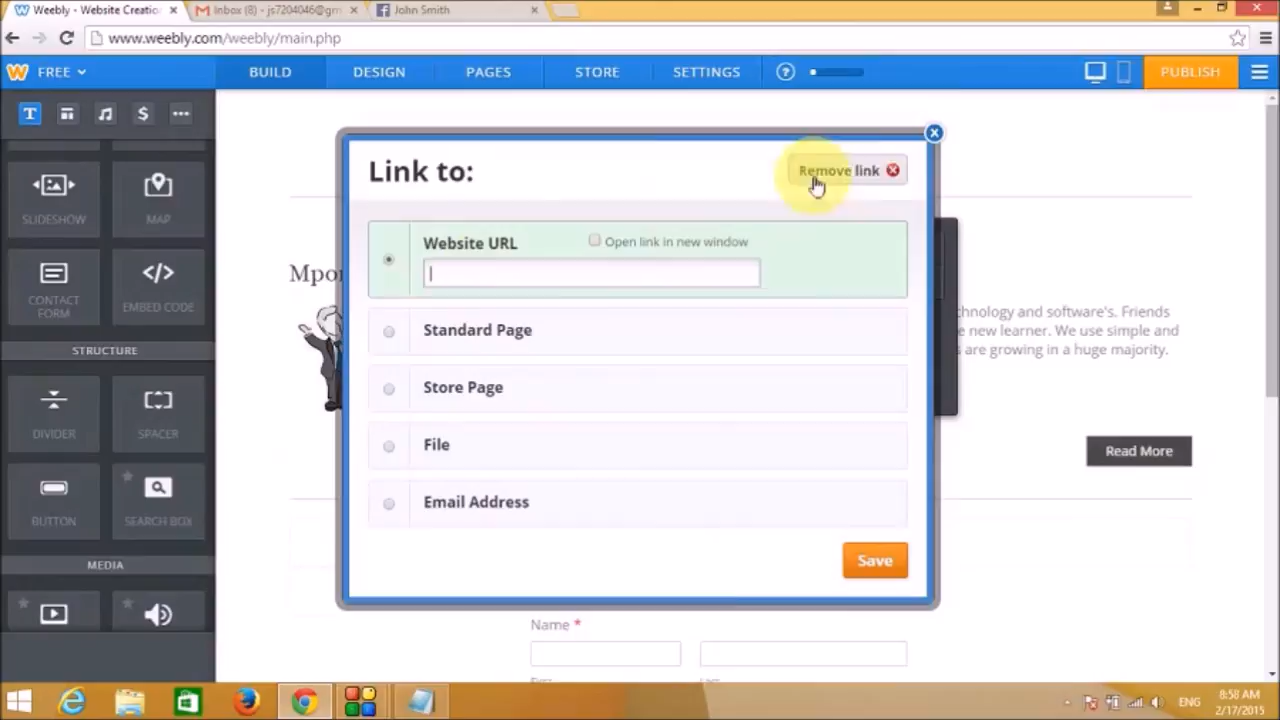 Weebly - Website Creatio
Inbox (8) - js7204046@gm
John Smith
www.weebly.com/weebly/main.php
FREE
BUILD
DESIGN
PAGES
STORE
SETTINGS
?
PUBLISH
T
$
SLIDESHOW
MAP
CONTACT FORM
EMBED CODE
STRUCTURE
DIVIDER
SPACER
BUTTON
SEARCH BOX
MEDIA
Link to:
Remove link
Website URL
Open link in new window
Standard Page
Store Page
File
Email Address
Save
Mpo
chnology and software's. Friends
e new learner. We use simple and
s are growing in a huge majority.
Read More
Name *
ENG
8:58 AM
2/17/2015